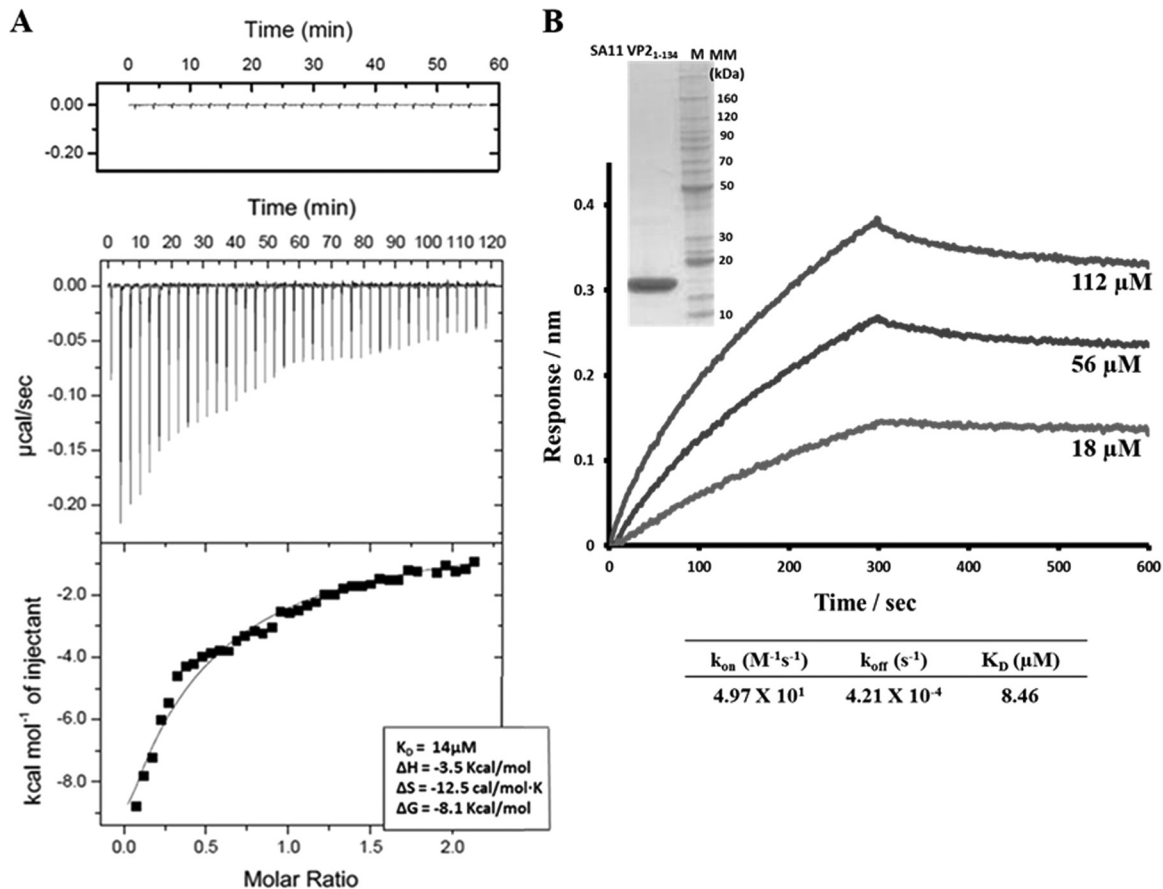 A
Time (min)
0 10 20 30 40 50 60
0.00
-0.20
Time (min)
0 10 20 30 40 50 60 70 80 90 100 110 120
0.00
-0.05
-0.10
-0.15
-0.20
µcal/sec
-2.0
-4.0
-6.0
-8.0
kcal mol⁻¹ of injectant
K_D = 14µM
ΔH = -3.5 Kcal/mol
ΔS = -12.5 cal/mol·K
ΔG = -8.1 Kcal/mol
0.0 0.5 1.0 1.5 2.0
Molar Ratio
B
SA11 VP2₁₋₁₃₄ M MM
(kDa)
160
120
90
70
50
30
20
10
0.4
0.3
0.2
0.1
0
Response / nm
112 µM
56 µM
18 µM
0 100 200 300 400 500 600
Time / sec
k_on (M⁻¹s⁻¹) k_off (s⁻¹) K_D (µM)
4.97 X 10¹ 4.21 X 10⁻⁴ 8.46